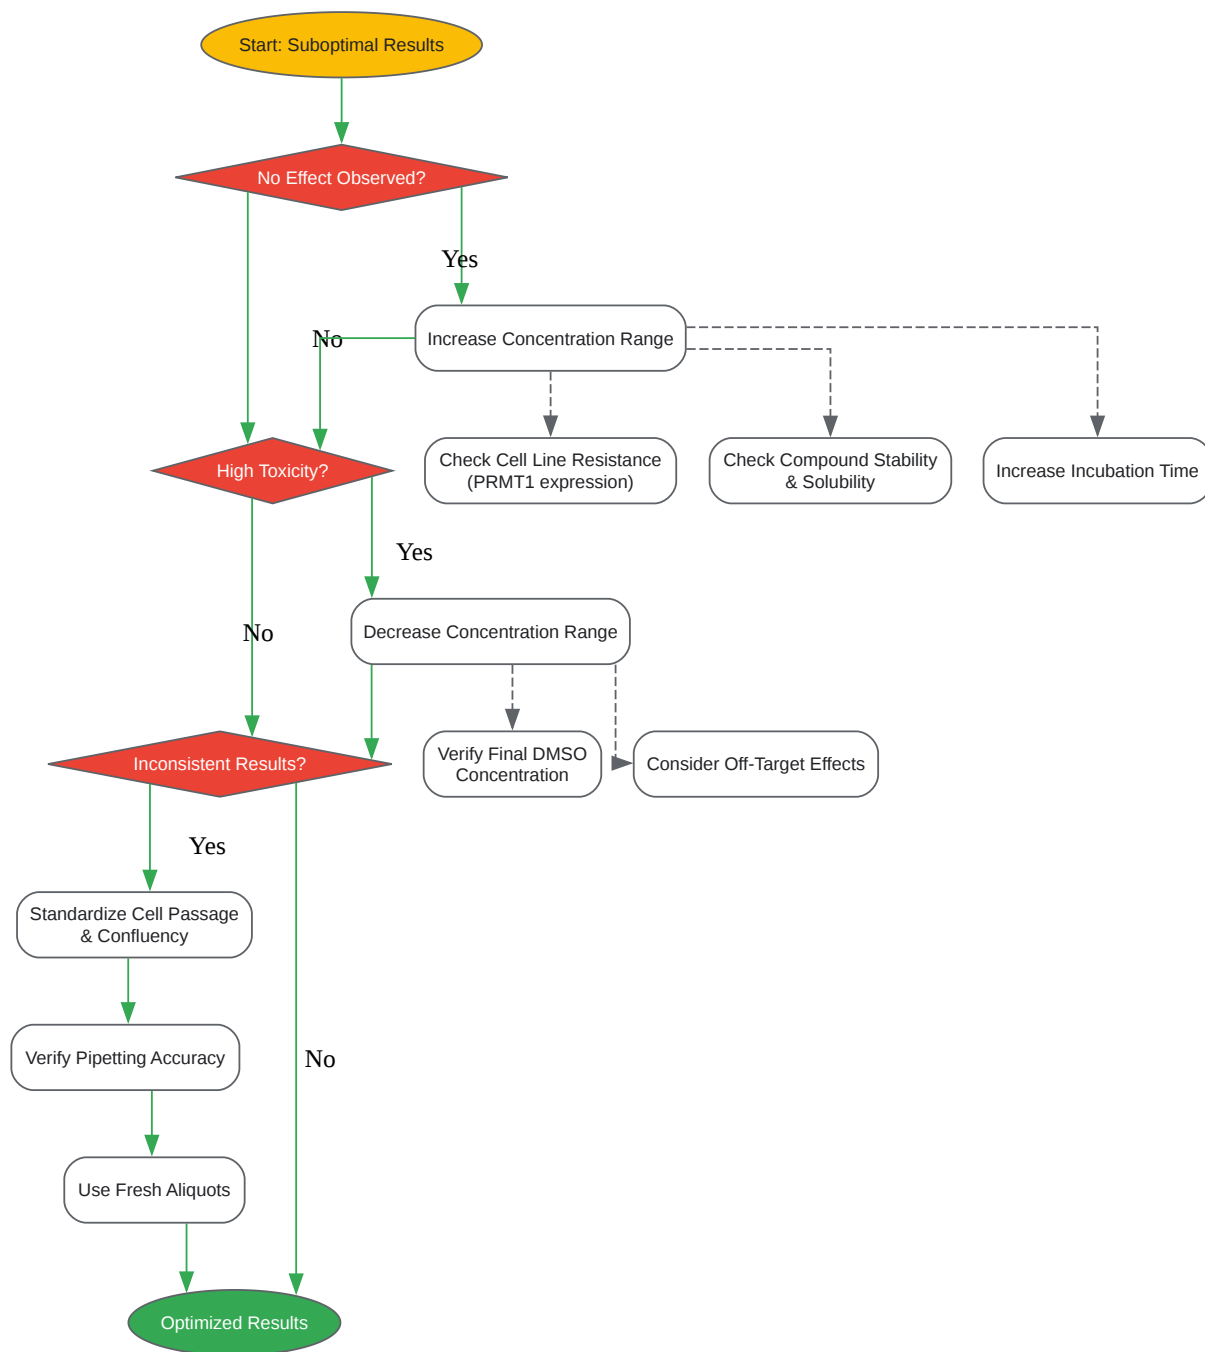 Start: Suboptimal Results
No Effect Observed?
Yes
Increase Concentration Range
No
Check Cell Line Resistance
(PRMT1 expression)
Check Compound Stability
& Solubility
Increase Incubation Time
High Toxicity?
Yes
Decrease Concentration Range
No
Verify Final DMSO
Concentration
Consider Off-Target Effects
Inconsistent Results?
Yes
Standardize Cell Passage
& Confluency
Verify Pipetting Accuracy
No
Use Fresh Aliquots
Optimized Results